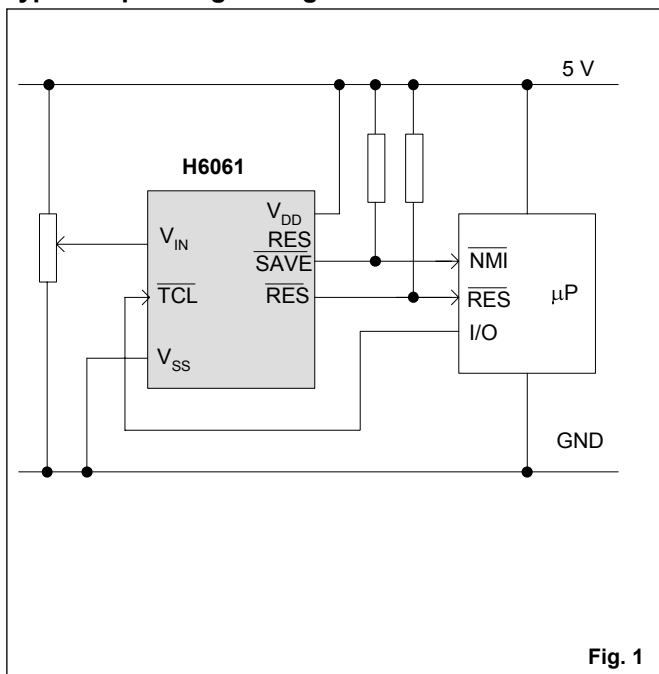 5 V
H6061
V_DD
V_IN
RES
SAVE
NMI
TCL
RES
RES
μP
I/O
V_SS
GND
Fig. 1